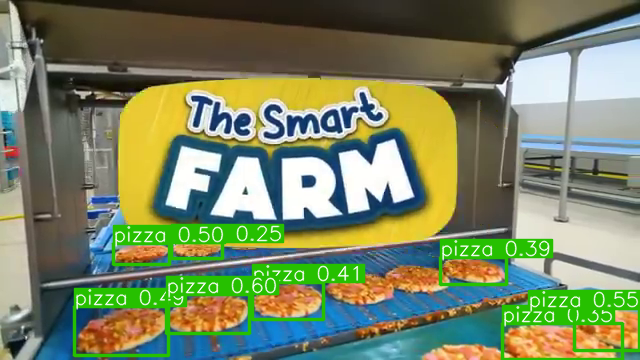 The Smart
FARM
pizza 0.50
0.25
pizza 0.39
pizza 0.41
pizza 0.60
pizza 0.49
pizza 0.55
pizza 0.35